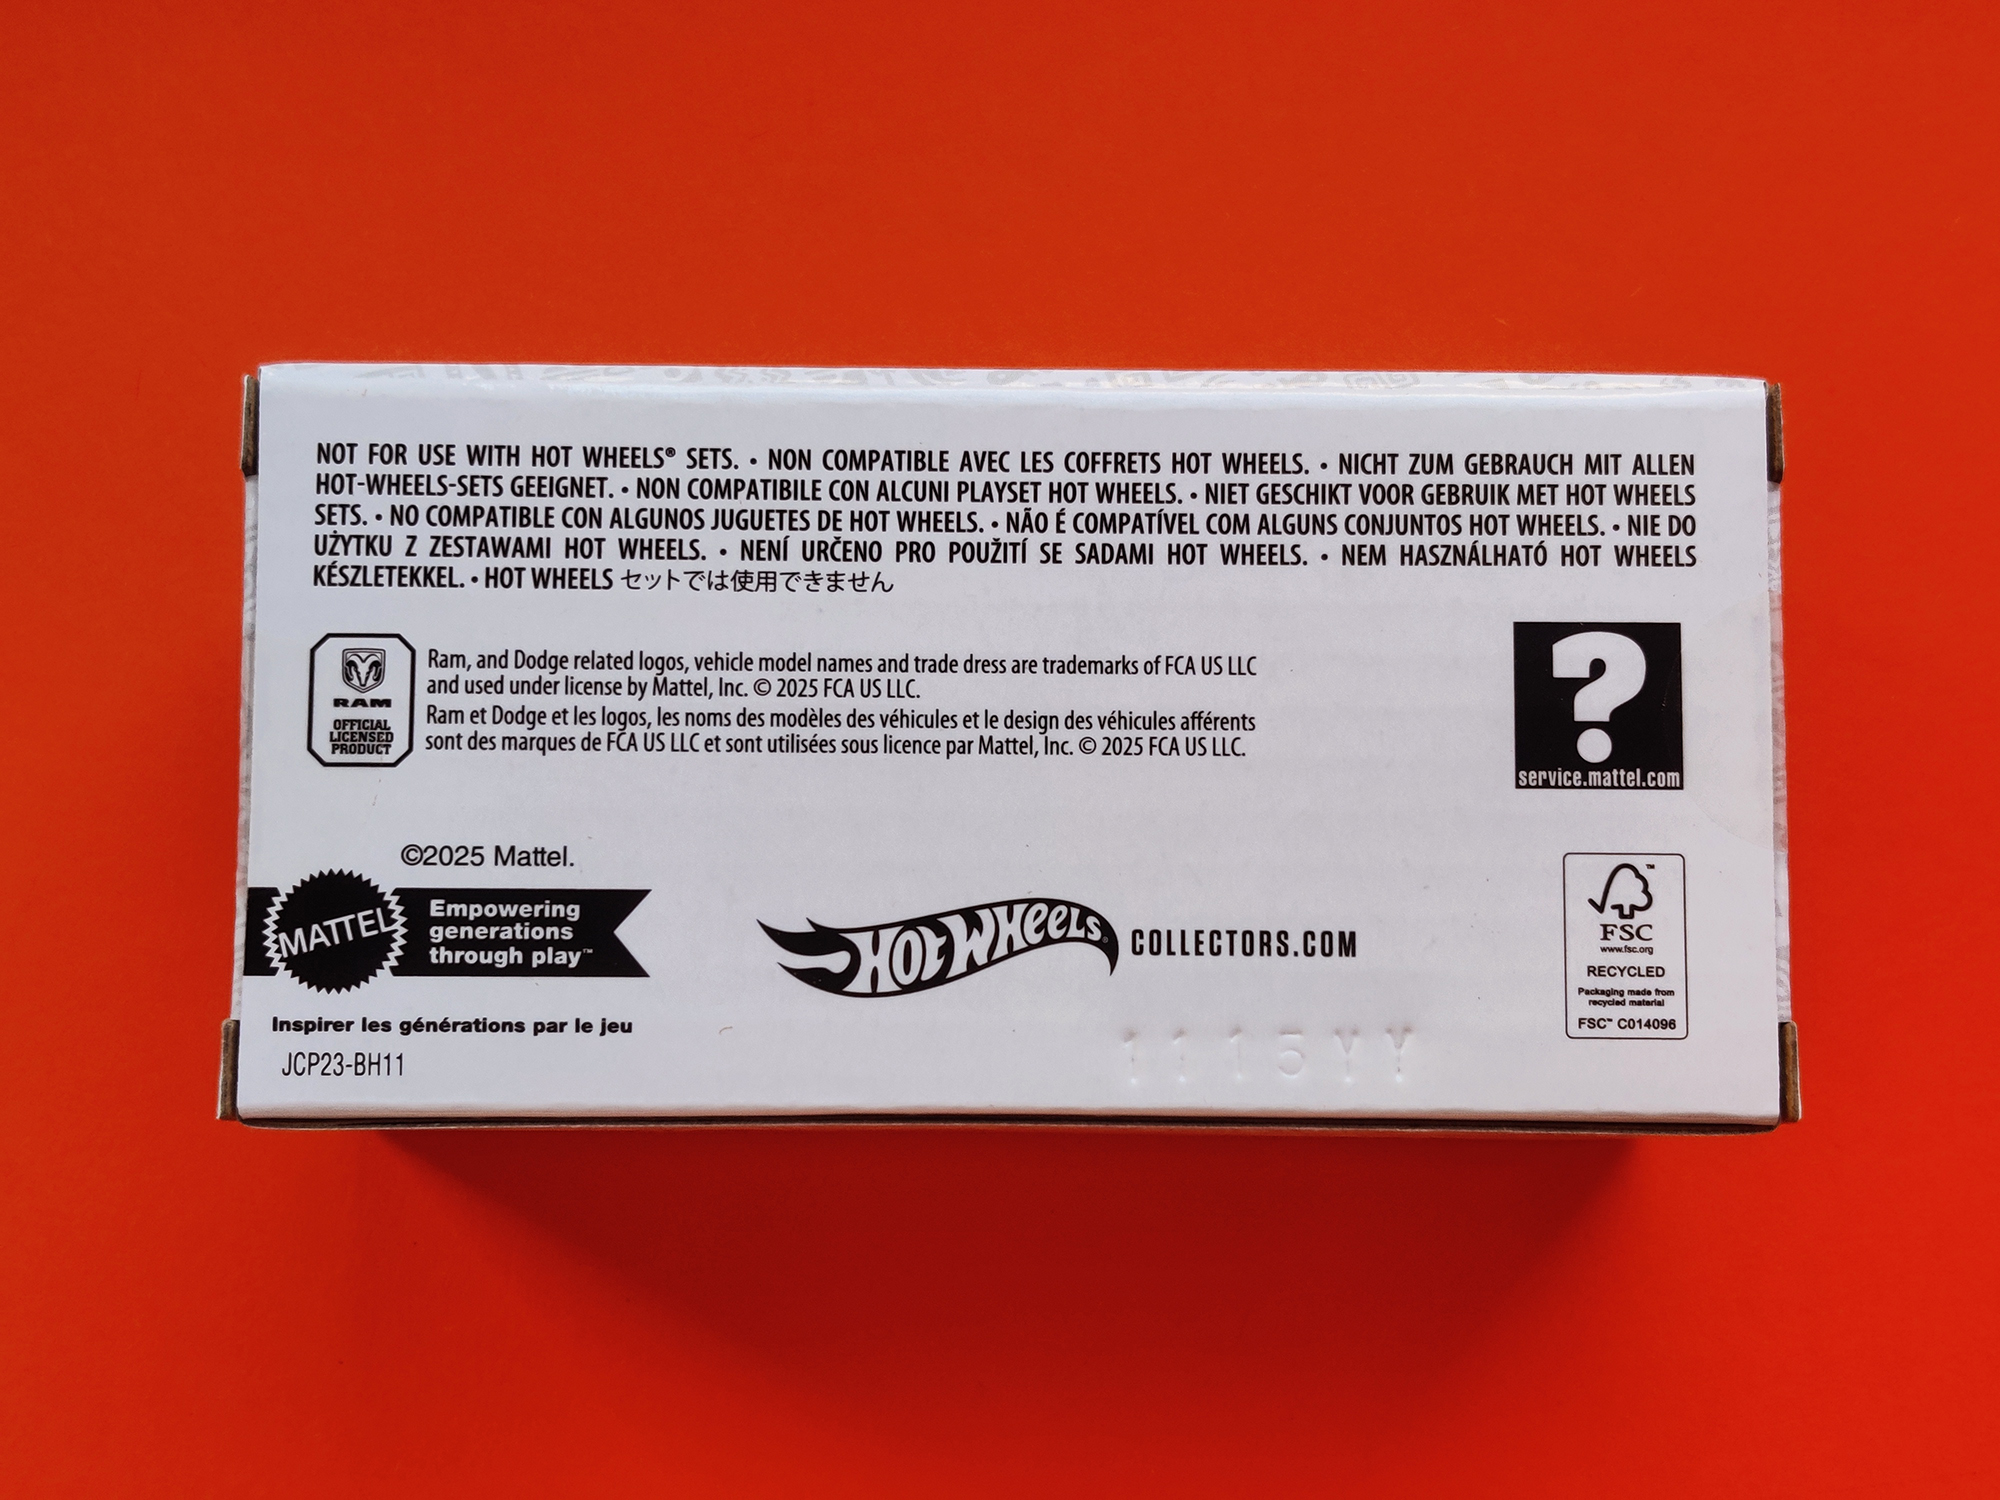 NOT FOR USE WITH HOT WHEELS® SETS. • NON COMPATIBLE AVEC LES COFFRETS HOT WHEELS. • NICHT ZUM GEBRAUCH MIT ALLEN
HOT-WHEELS-SETS GEEIGNET. • NON COMPATIBILE CON ALCUNI PLAYSET HOT WHEELS. • NIET GESCHIKT VOOR GEBRUIK MET HOT WHEELS
SETS. • NO COMPATIBLE CON ALGUNOS JUGUETES DE HOT WHEELS. • NÃO É COMPATÍVEL COM ALGUNS CONJUNTOS HOT WHEELS. • NIE DO
UŻYTKU Z ZESTAWAMI HOT WHEELS. • NENÍ URČENO PRO POUŽITÍ SE SADAMI HOT WHEELS. • NEM HASZNÁLHATÓ HOT WHEELS
KÉSZLETEKKEL. • HOT WHEELS セットでは使用できません
RAM
OFFICIAL
LICENSED
PRODUCT
Ram, and Dodge related logos, vehicle model names and trade dress are trademarks of FCA US LLC
and used under license by Mattel, Inc. © 2025 FCA US LLC.
Ram et Dodge et les logos, les noms des modèles des véhicules et le design des véhicules afférents
sont des marques de FCA US LLC et sont utilisées sous licence par Mattel, Inc. © 2025 FCA US LLC.
?
service.mattel.com
©2025 Mattel.
MATTEL
Empowering
generations
through play™
Inspirer les générations par le jeu
JCP23-BH11
HOT WHEELS® COLLECTORS.COM
1115YY
FSC™
www.fsc.org
RECYCLED
Packaging made from
recycled material
FSC™ C014096